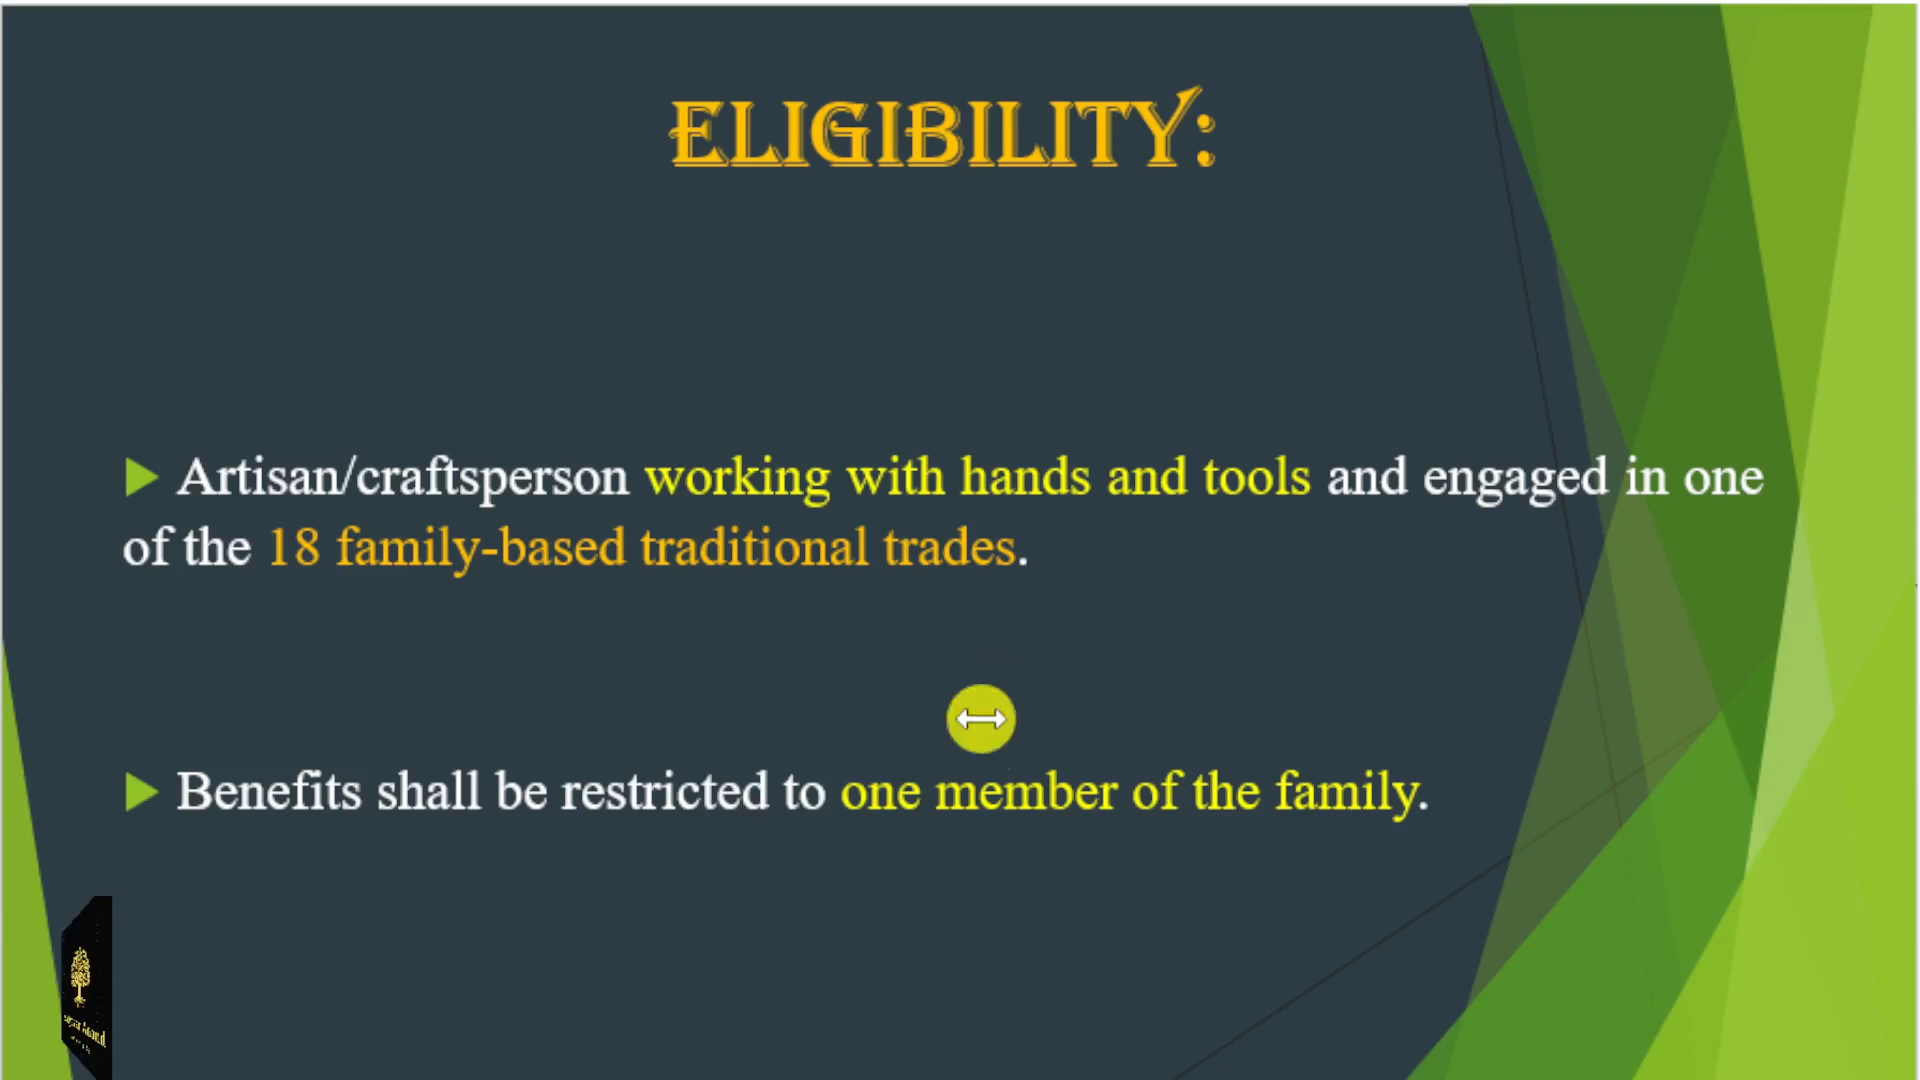 ELIGIBILITY:
Artisan/craftsperson working with hands and tools and engaged in one
of the 18 family-based traditional trades.
Benefits shall be restricted to one member of the family.